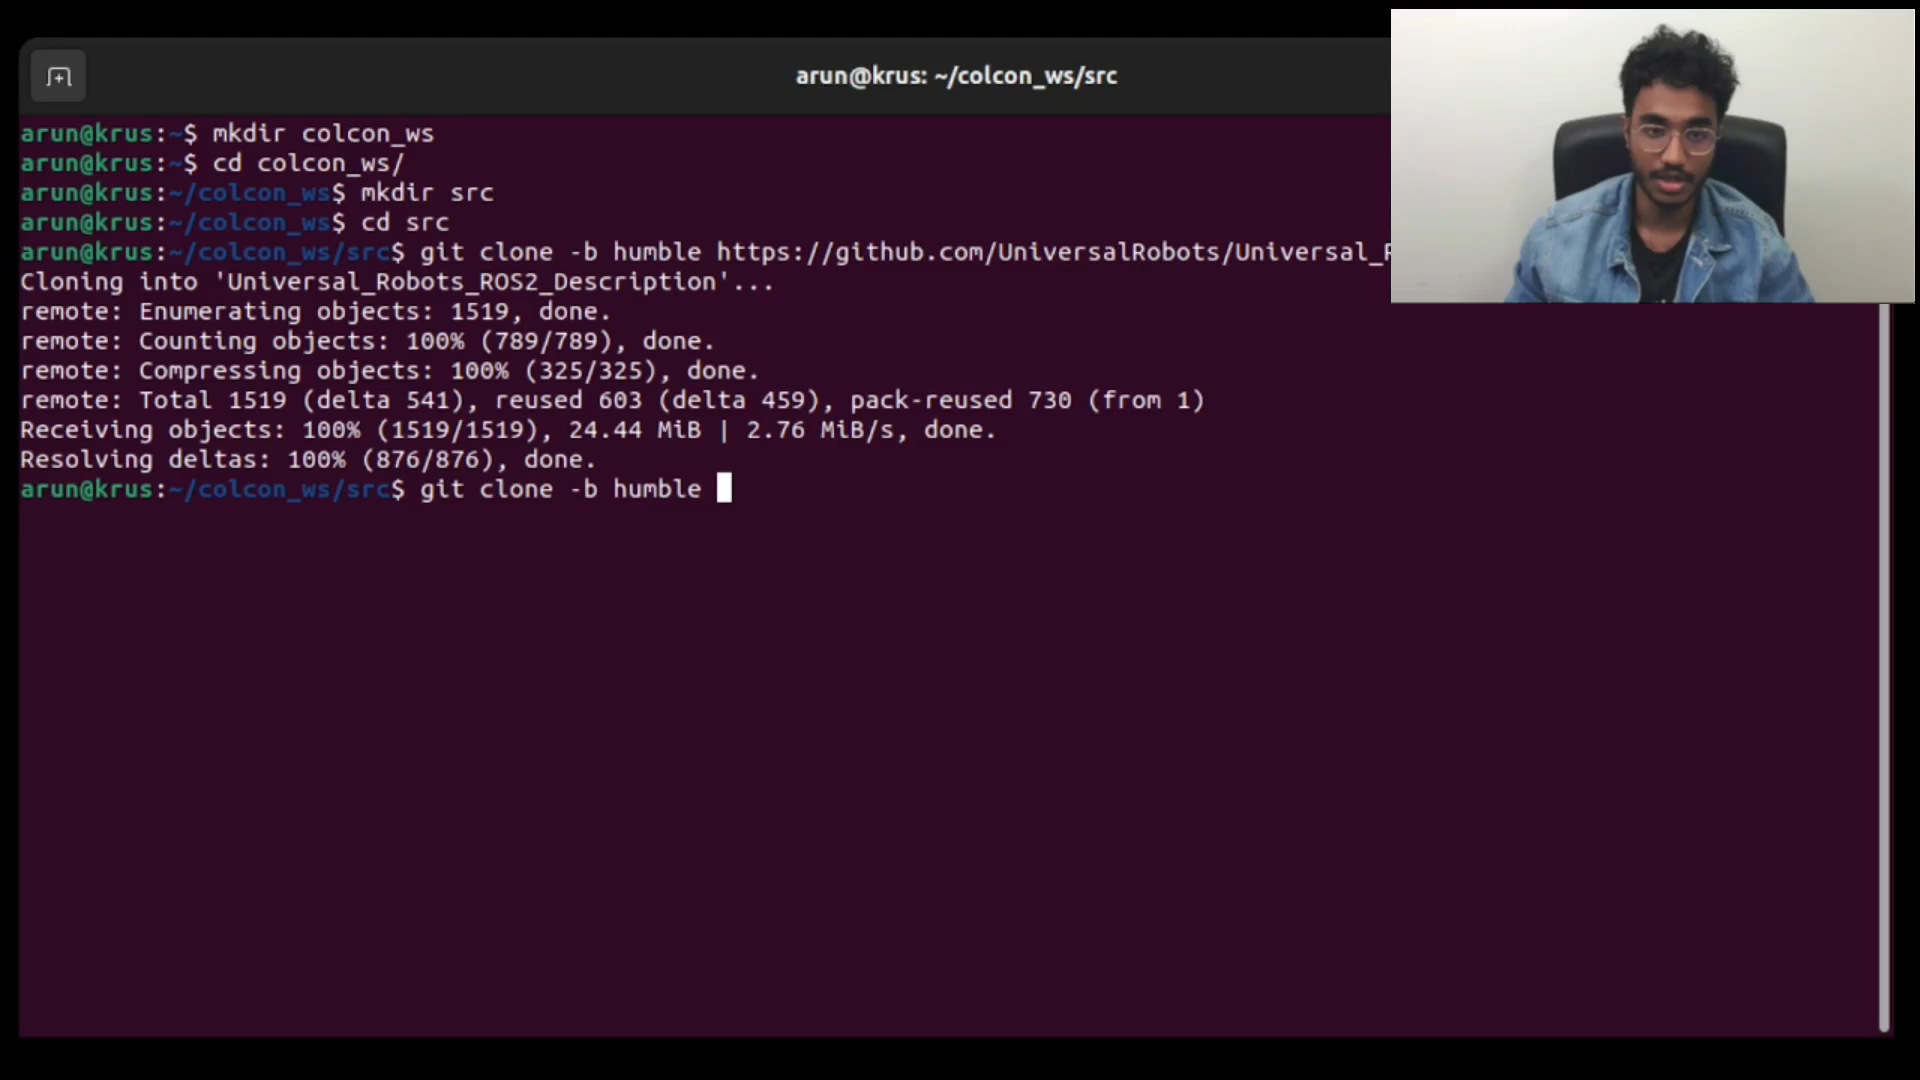 arun@krus: ~/colcon_ws/src
arun@krus:~$ mkdir colcon_ws
arun@krus:~$ cd colcon_ws/
arun@krus:~/colcon_ws$ mkdir src
arun@krus:~/colcon_ws$ cd src
arun@krus:~/colcon_ws/src$ git clone -b humble https://github.com/UniversalRobots/Universal_
Cloning into 'Universal_Robots_ROS2_Description'...
remote: Enumerating objects: 1519, done.
remote: Counting objects: 100% (789/789), done.
remote: Compressing objects: 100% (325/325), done.
remote: Total 1519 (delta 541), reused 603 (delta 459), pack-reused 730 (from 1)
Receiving objects: 100% (1519/1519), 24.44 MiB | 2.76 MiB/s, done.
Resolving deltas: 100% (876/876), done.
arun@krus:~/colcon_ws/src$ git clone -b humble